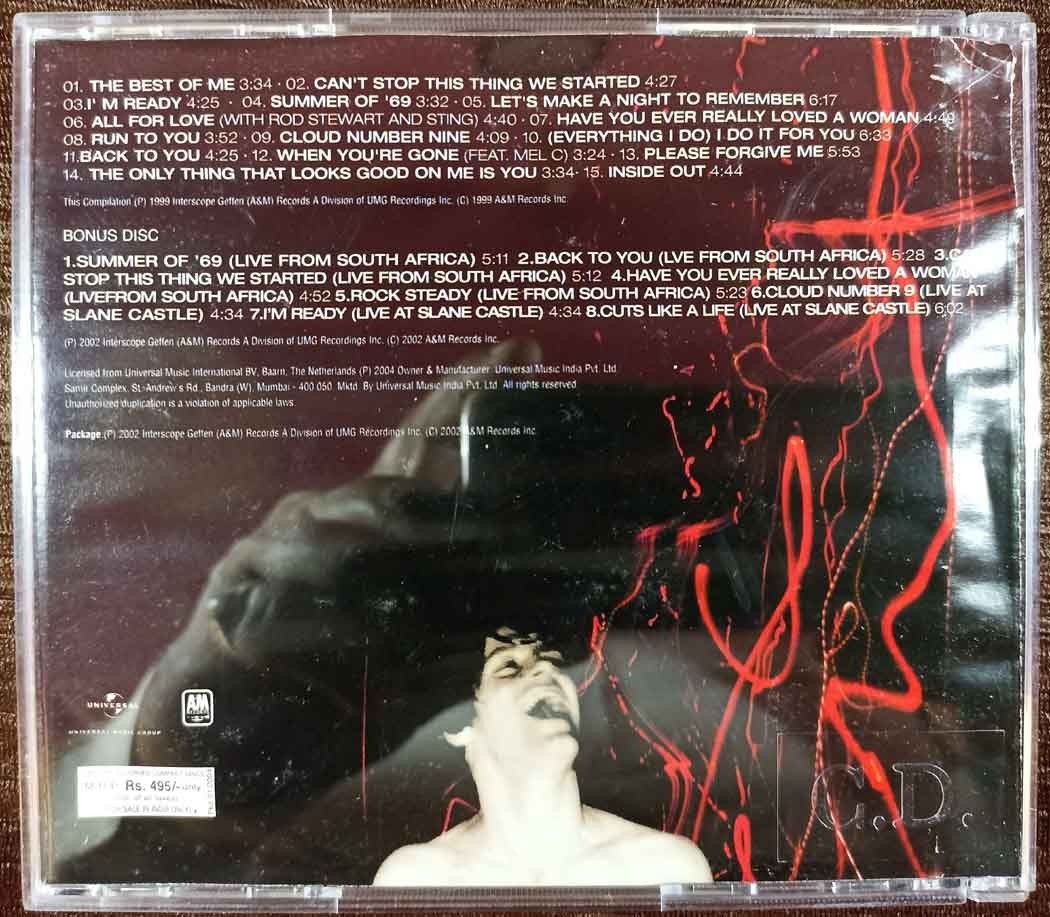 01. THE BEST OF ME 3:34 · 02. CAN'T STOP THIS THING WE STARTED 4:27
03.I' M READY 4:25 · 04. SUMMER OF '69 3:32 · 05. LET'S MAKE A NIGHT TO REMEMBER 6:17
06. ALL FOR LOVE (WITH ROD STEWART AND STING) 4:40 · 07. HAVE YOU EVER REALLY LOVED A WOMAN 4:49
08. RUN TO YOU 3:52 · 09. CLOUD NUMBER NINE 4:09 · 10. (EVERYTHING I DO) I DO IT FOR YOU 6:33
11.BACK TO YOU 4:25 · 12. WHEN YOU'RE GONE (FEAT. MEL C) 3:24 · 13. PLEASE FORGIVE ME 5:53
14. THE ONLY THING THAT LOOKS GOOD ON ME IS YOU 3:34· 15. INSIDE OUT 4:44
This Compilation (P) 1999 Interscope Geffen (A&M) Records A Division of UMG Recordings Inc. (C) 1999 A&M Records Inc.
BONUS DISC
1.SUMMER OF '69 (LIVE FROM SOUTH AFRICA) 5:11 2.BACK TO YOU (LVE FROM SOUTH AFRICA) 5:28 3.
STOP THIS THING WE STARTED (LIVE FROM SOUTH AFRICA) 5:12 4.HAVE YOU EVER REALLY LOVED A WOMAN
(LIVEFROM SOUTH AFRICA) 4:52 5.ROCK STEADY (LIVE FROM SOUTH AFRICA) 5:23 6.CLOUD NUMBER 9 (LIVE AT
SLANE CASTLE) 4:34 7.I'M READY (LIVE AT SLANE CASTLE) 4:34 8.CUTS LIKE A LIFE (LIVE AT SLANE CASTLE) 6:02
(P) 2002 Interscope Geffen (A&M) Records A Division of UMG Recordings Inc. (C) 2002 A&M Records Inc.
Licensed from Universal Music International BV, Baarn, The Netherlands (P) 2004 Owner & Manufacturer: Universal Music India Pvt. Ltd.
Samir Complex, St. Andrew's Rd., Bandra (W), Mumbai - 400 050. Mktd. By Universal Music India Pvt. Ltd. All rights reserved.
Unauthorized duplication is a violation of applicable laws.
Package (P) 2002 Interscope Geffen (A&M) Records A Division of UMG Recordings Inc. (C) 2002 A&M Records Inc.
UNIVERSAL
UNIVERSAL MUSIC GROUP
A&M
RECORDS
M.R.P. Rs. 495/- only
FOR SALE IN INDIA ONLY
C.D.